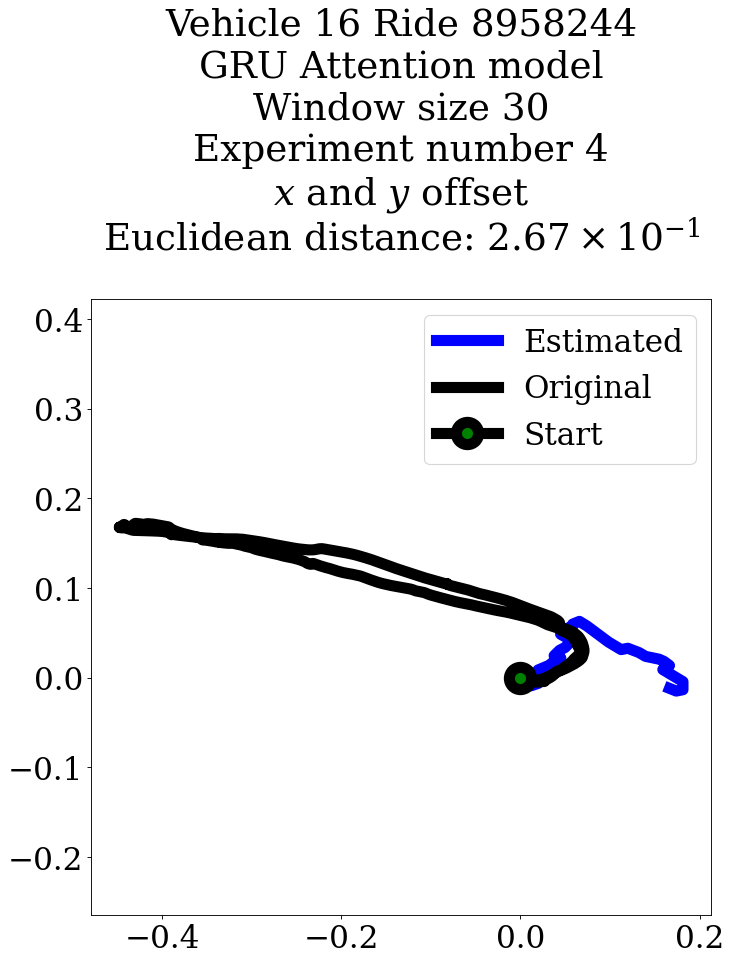 Vehicle 16 Ride 8958244
GRU Attention model
Window size 30
Experiment number 4
x and y offset
Euclidean distance: 2.67 × 10⁻¹
Estimated
Original
Start
0.4
0.3
0.2
0.1
0.0
−0.1
−0.2
−0.4 −0.2 0.0 0.2